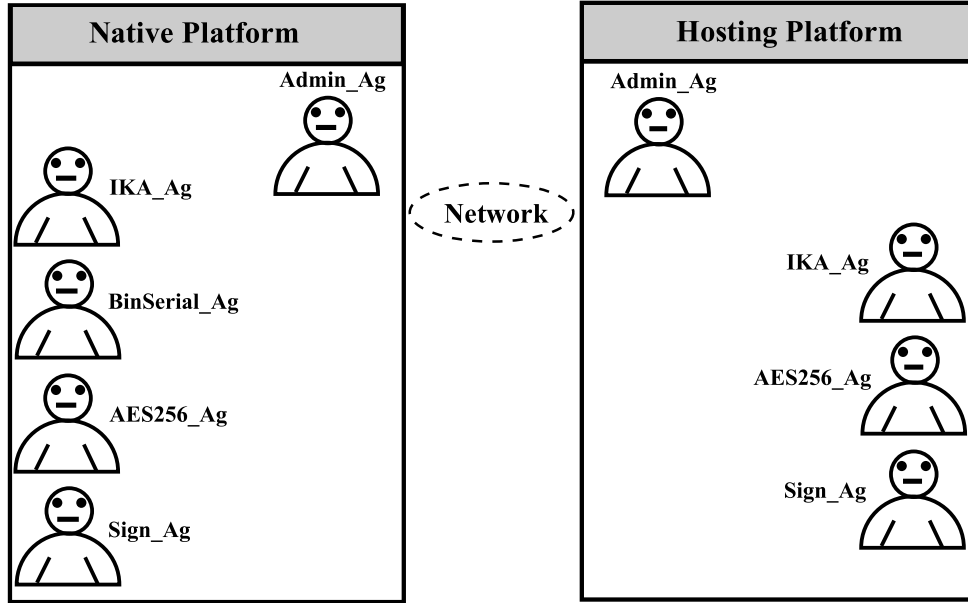 Native Platform
Admin_Ag
IKA_Ag
BinSerial_Ag
AES256_Ag
Sign_Ag
Network
Hosting Platform
Admin_Ag
IKA_Ag
AES256_Ag
Sign_Ag